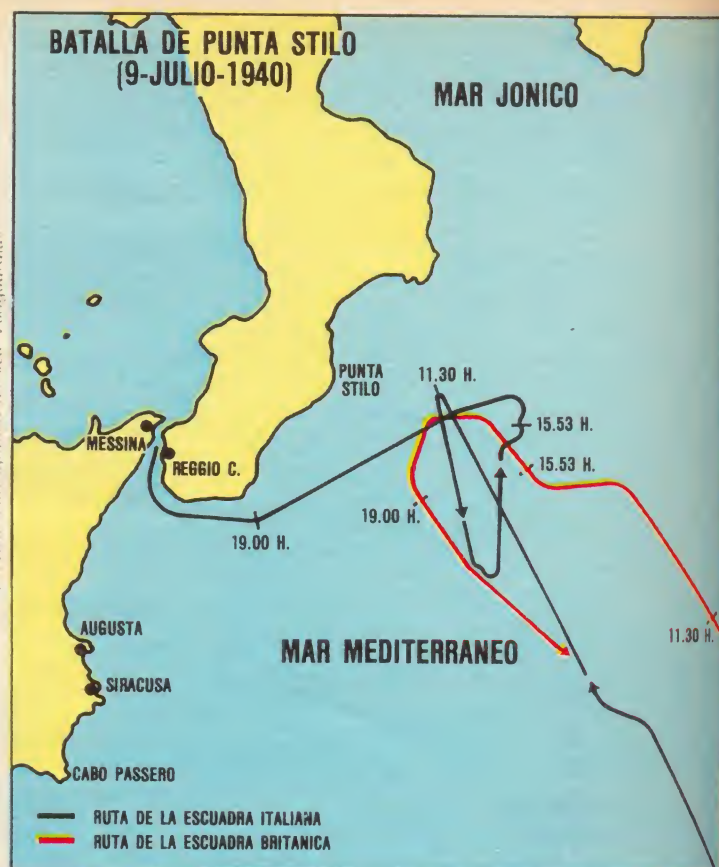 BATALLA DE PUNTA STILO
(9-JULIO-1940)
MAR JONICO
PUNTA
STILO
11.30 H.
15.53 H.
15.53 H.
MESSINA
REGGIO C.
19.00 H.
19.00 H.
11.30 H.
AUGUSTA
MAR MEDITERRANEO
SIRACUSA
CABO PASSERO
RUTA DE LA ESCUADRA ITALIANA
RUTA DE LA ESCUADRA BRITANICA